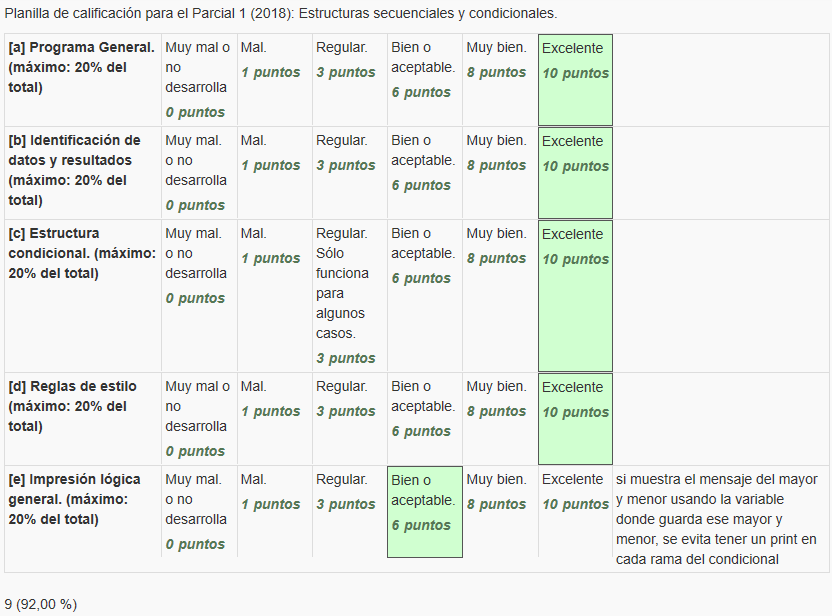 Planilla de calificación para el Parcial 1 (2018): Estructuras secuenciales y condicionales.
[a] Programa General.
(máximo: 20% del
total)
Muy mal o
no
desarrolla
0 puntos
Mal.
1 puntos
Regular.
3 puntos
Bien o
aceptable.
6 puntos
Muy bien.
8 puntos
Excelente
10 puntos
[b] Identificación de
datos y resultados
(máximo: 20% del
total)
Muy mal.
o no
desarrolla
0 puntos
Mal.
1 puntos
Regular.
3 puntos
Bien o
aceptable.
6 puntos
Muy bien.
8 puntos
Excelente
10 puntos
[c] Estructura
condicional. (máximo:
20% del total)
Muy mal.
o no
desarrolla
0 puntos
Mal.
1 puntos
Regular.
Sólo
funciona
para
algunos
casos.
3 puntos
Bien o
aceptable.
6 puntos
Muy bien.
8 puntos
Excelente
10 puntos
[d] Reglas de estilo
(máximo: 20% del
total)
Muy mal o
no
desarrolla
0 puntos
Mal.
1 puntos
Regular.
3 puntos
Bien o
aceptable.
6 puntos
Muy bien.
8 puntos
Excelente
10 puntos
[e] Impresión lógica
general. (máximo:
20% del total)
Muy mal.
o no
desarrolla
0 puntos
Mal.
1 puntos
Regular.
3 puntos
Bien o
aceptable.
6 puntos
Muy bien.
8 puntos
Excelente
10 puntos
si muestra el mensaje del mayor
y menor usando la variable
donde guarda ese mayor y
menor, se evita tener un print en
cada rama del condicional
9 (92,00 %)